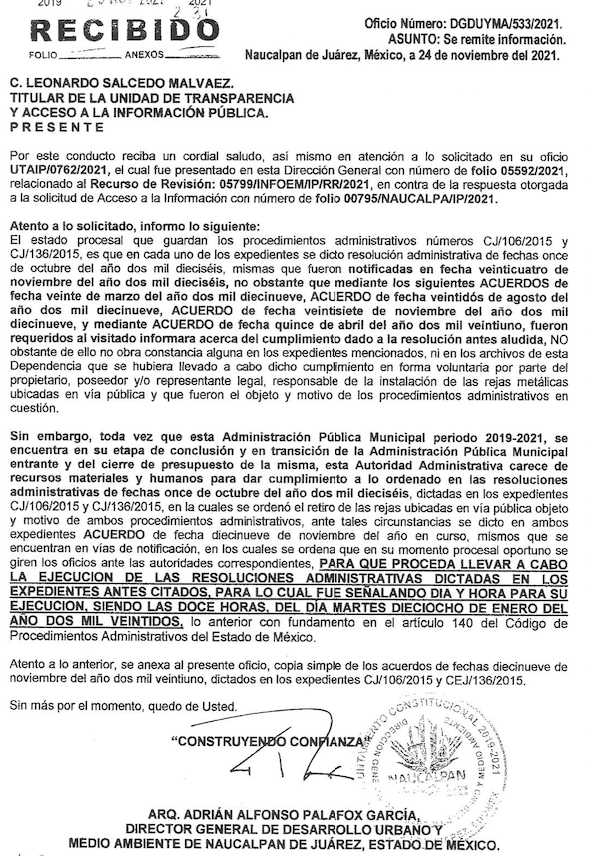 2019 2021
2 31
RECIBIDO
FOLIO ANEXOS
Oficio Número: DGDUYMA/533/2021.
ASUNTO: Se remite información.
Naucalpan de Juárez, México, a 24 de noviembre del 2021.
C. LEONARDO SALCEDO MALVAEZ.
TITULAR DE LA UNIDAD DE TRANSPARENCIA
Y ACCESO A LA INFORMACIÓN PÚBLICA.
P R E S E N T E
Por este conducto reciba un cordial saludo, así mismo en atención a lo solicitado en su oficio
UTAIP/0762/2021, el cual fue presentado en esta Dirección General con número de folio 05592/2021,
relacionado al Recurso de Revisión: 05799/INFOEM/IP/RR/2021, en contra de la respuesta otorgada
a la solicitud de Acceso a la Información con número de folio 00795/NAUCALPA/IP/2021.
Atento a lo solicitado, informo lo siguiente:
El estado procesal que guardan los procedimientos administrativos números CJ/106/2015 y
CJ/136/2015, es que en cada uno de los expedientes se dicto resolución administrativa de fechas once
de octubre del año dos mil dieciséis, mismas que fueron notificadas en fecha veinticuatro de
noviembre del año dos mil dieciséis, no obstante que mediante los siguientes ACUERDOS de
fecha veinte de marzo del año dos mil diecinueve, ACUERDO de fecha veintidós de agosto del
año dos mil diecinueve, ACUERDO de fecha veintisiete de noviembre del año dos mil
diecinueve, y mediante ACUERDO de fecha quince de abril del año dos mil veintiuno, fueron
requeridos al visitado informara acerca del cumplimiento dado a la resolución antes aludida, NO
obstante de ello no obra constancia alguna en los expedientes mencionados, ni en los archivos de esta
Dependencia que se hubiera llevado a cabo dicho cumplimiento en forma voluntaria por parte del
propietario, poseedor y/o representante legal, responsable de la instalación de las rejas metálicas
ubicadas en vía pública y que fueron el objeto y motivo de los procedimientos administrativos en
cuestión.
Sin embargo, toda vez que esta Administración Pública Municipal periodo 2019-2021, se
encuentra en su etapa de conclusión y en transición de la Administración Pública Municipal
entrante y del cierre de presupuesto de la misma, esta Autoridad Administrativa carece de
recursos materiales y humanos para dar cumplimiento a lo ordenado en las resoluciones
administrativas de fechas once de octubre del año dos mil dieciséis, dictadas en los expedientes
CJ/106/2015 y CJ/136/2015, en la cuales se ordenó el retiro de las rejas ubicadas en vía pública objeto
y motivo de ambos procedimientos administrativos, ante tales circunstancias se dicto en ambos
expedientes ACUERDO de fecha diecinueve de noviembre del año en curso, mismos que se
encuentran en vías de notificación, en los cuales se ordena que en su momento procesal oportuno se
giren los oficios ante las autoridades correspondientes, PARA QUE PROCEDA LLEVAR A CABO
LA EJECUCION DE LAS RESOLUCIONES ADMINISTRATIVAS DICTADAS EN LOS
EXPEDIENTES ANTES CITADOS, PARA LO CUAL FUE SEÑALANDO DIA Y HORA PARA SU
EJECUCION, SIENDO LAS DOCE HORAS, DEL DÍA MARTES DIECIOCHO DE ENERO DEL
AÑO DOS MIL VEINTIDOS, lo anterior con fundamento en el artículo 140 del Código de
Procedimientos Administrativos del Estado de México.
Atento a lo anterior, se anexa al presente oficio, copia simple de los acuerdos de fechas diecinueve de
noviembre del año dos mil veintiuno, dictados en los expedientes CJ/106/2015 y CEJ/136/2015.
Sin más por el momento, quedo de Usted.
"CONSTRUYENDO CONFIANZA"
AYUNTAMIENTO CONSTITUCIONAL 2019-2021
NAUCALPAN
ARQ. ADRIÁN ALFONSO PALAFOX GARCÍA,
DIRECTOR GENERAL DE DESARROLLO URBANO Y
MEDIO AMBIENTE DE NAUCALPAN DE JUÁREZ, ESTADO DE MÉXICO.